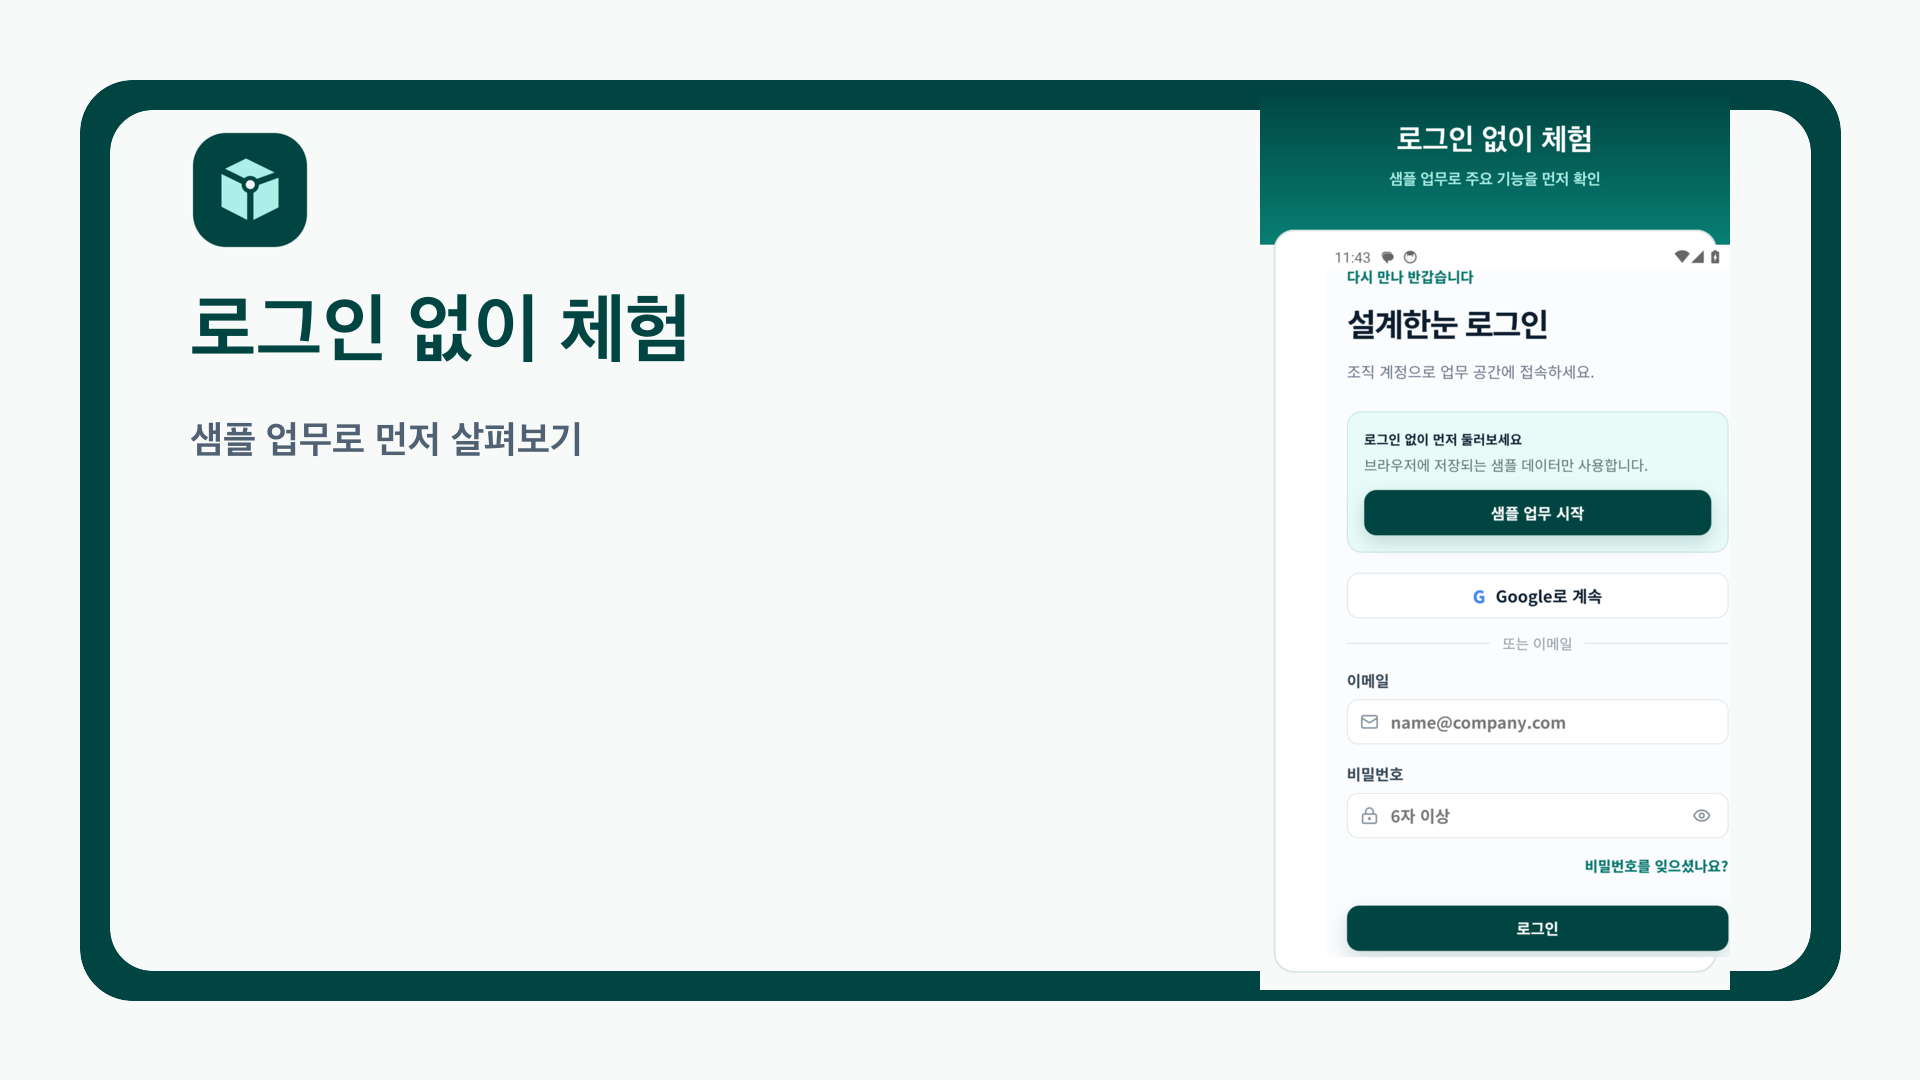 로그인 없이 체험
샘플 업무로 먼저 살펴보기
로그인 없이 체험
샘플 업무로 주요 기능을 먼저 확인
11:43
다시 만나 반갑습니다
설계한눈 로그인
조직 계정으로 업무 공간에 접속하세요.
로그인 없이 먼저 둘러보세요
브라우저에 저장되는 샘플 데이터만 사용합니다.
샘플 업무 시작
G Google로 계속
또는 이메일
이메일
name@company.com
비밀번호
6자 이상
비밀번호를 잊으셨나요?
로그인